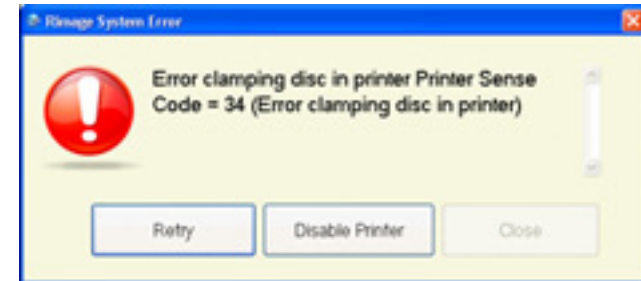 Rimage System Error
Error clamping disc in printer Printer Sense
Code = 34 (Error clamping disc in printer)
Retry
Disable Printer
Close